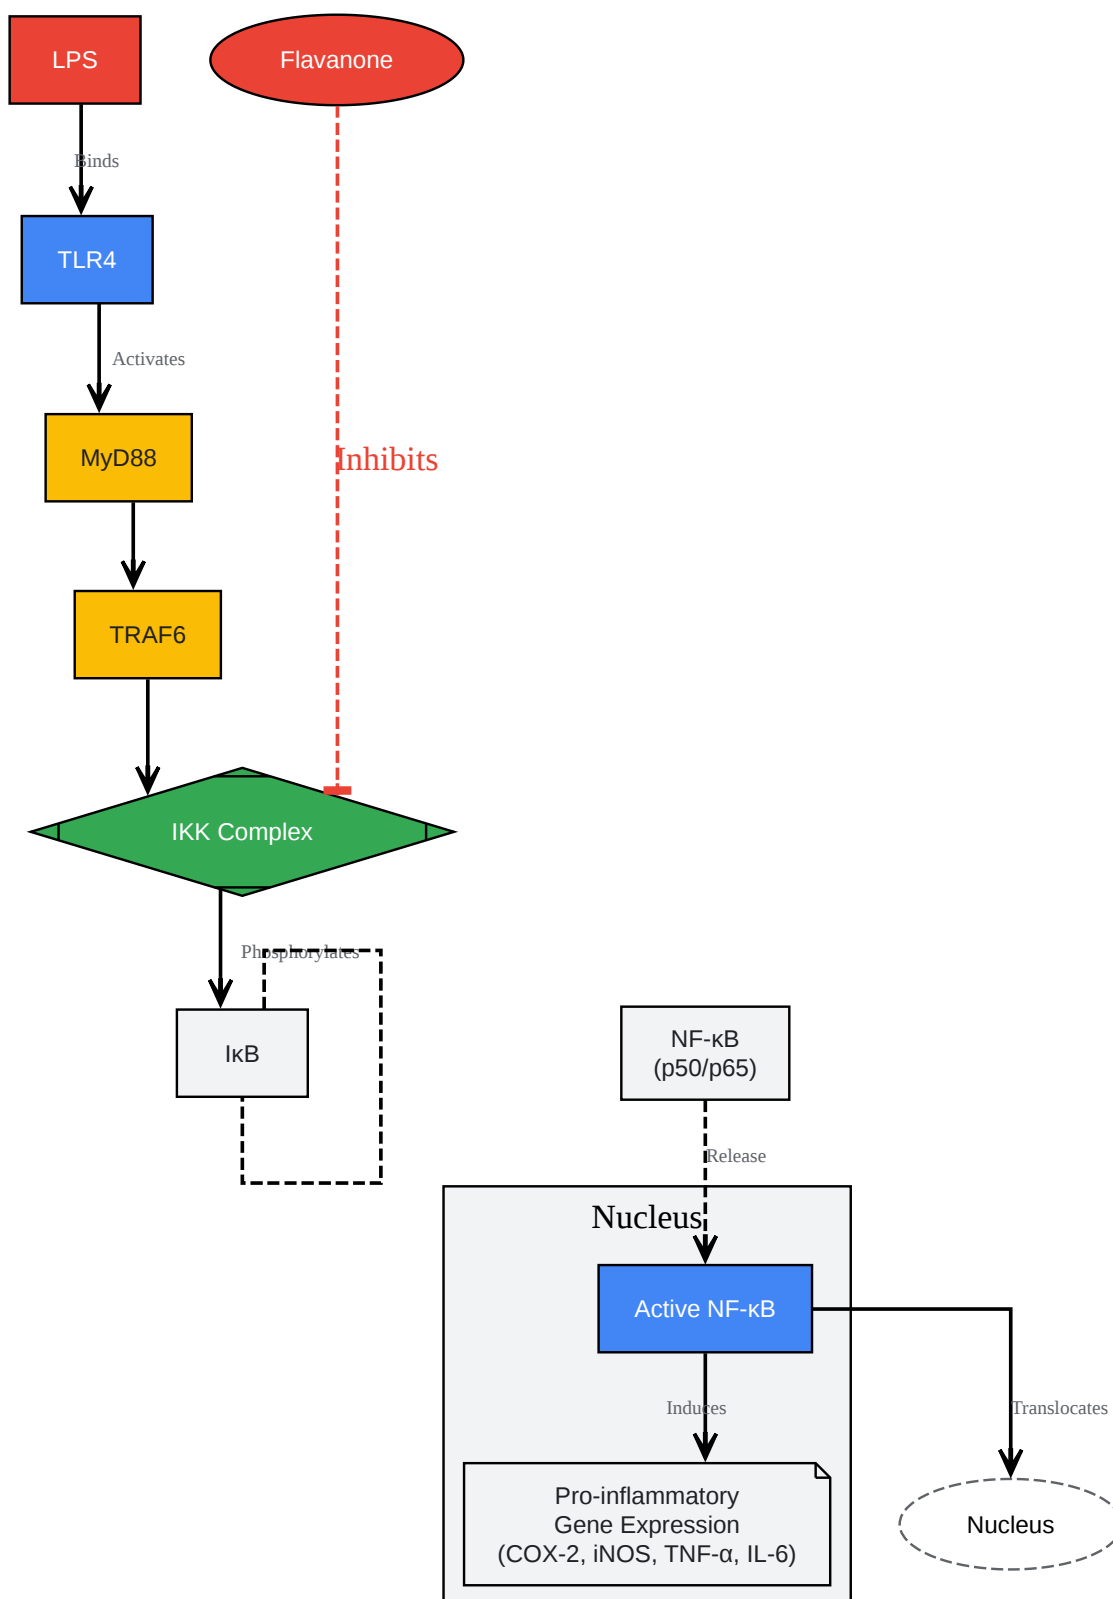 LPS
Flavanone
Binds
TLR4
Activates
MyD88
Inhibits
TRAF6
IKK Complex
Phosphorylates
IκB
NF-κB
(p50/p65)
Release
Nucleus
Active NF-κB
Induces
Translocates
Pro-inflammatory
Gene Expression
(COX-2, iNOS, TNF-α, IL-6)
Nucleus